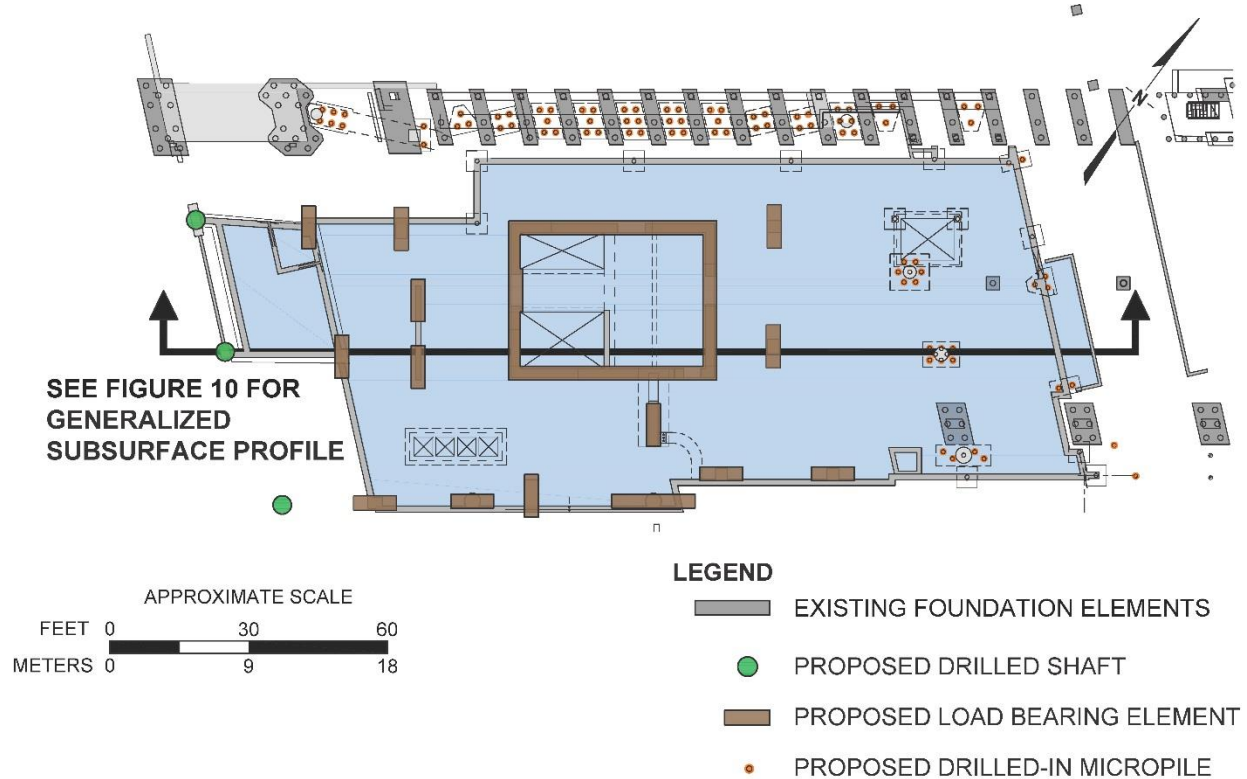 N
SEE FIGURE 10 FOR
GENERALIZED
SUBSURFACE PROFILE
APPROXIMATE SCALE
FEET 0 30 60
METERS 0 9 18
LEGEND
EXISTING FOUNDATION ELEMENTS
PROPOSED DRILLED SHAFT
PROPOSED LOAD BEARING ELEMENT
PROPOSED DRILLED-IN MICROPILE